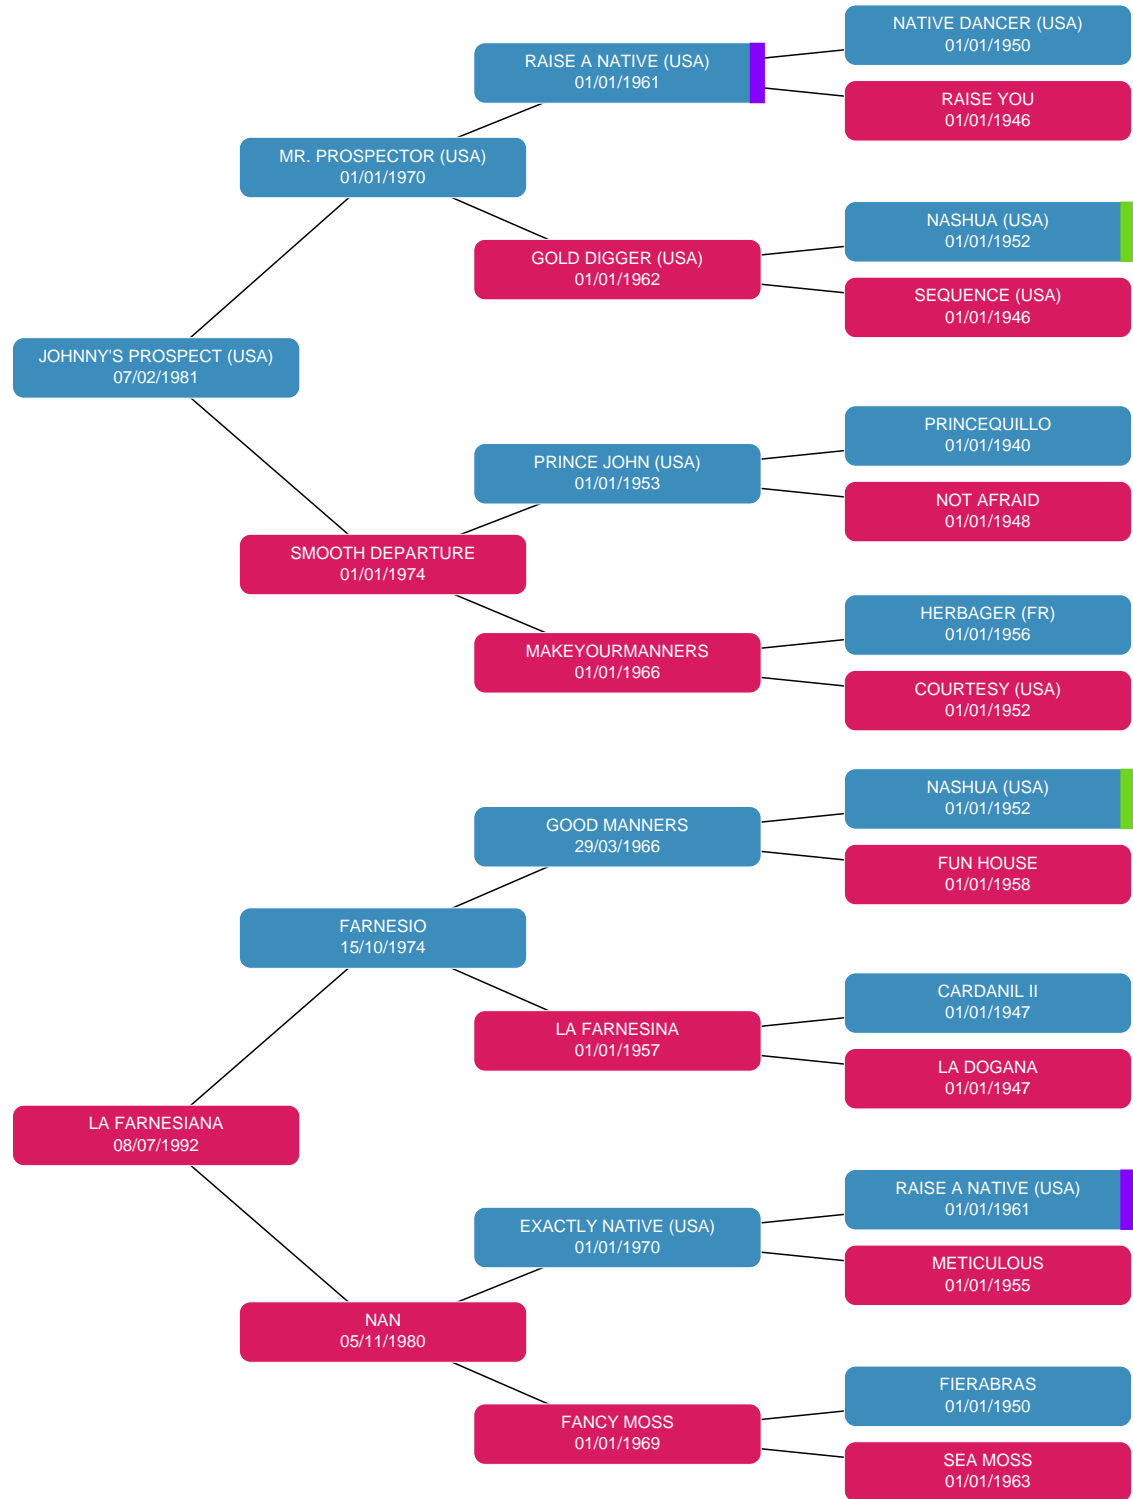 NATIVE DANCER (USA)
01/01/1950
RAISE A NATIVE (USA)
01/01/1961
RAISE YOU
01/01/1946
MR. PROSPECTOR (USA)
01/01/1970
NASHUA (USA)
01/01/1952
GOLD DIGGER (USA)
01/01/1962
SEQUENCE (USA)
01/01/1946
JOHNNY'S PROSPECT (USA)
07/02/1981
PRINCEQUILLO
01/01/1940
PRINCE JOHN (USA)
01/01/1953
NOT AFRAID
01/01/1948
SMOOTH DEPARTURE
01/01/1974
HERBAGER (FR)
01/01/1956
MAKEYOURMANNERS
01/01/1966
COURTESY (USA)
01/01/1952
NASHUA (USA)
01/01/1952
GOOD MANNERS
29/03/1966
FUN HOUSE
01/01/1958
FARNESIO
15/10/1974
CARDANIL II
01/01/1947
LA FARNESINA
01/01/1957
LA DOGANA
01/01/1947
LA FARNESIANA
08/07/1992
RAISE A NATIVE (USA)
01/01/1961
EXACTLY NATIVE (USA)
01/01/1970
METICULOUS
01/01/1955
NAN
05/11/1980
FIERABRAS
01/01/1950
FANCY MOSS
01/01/1969
SEA MOSS
01/01/1963